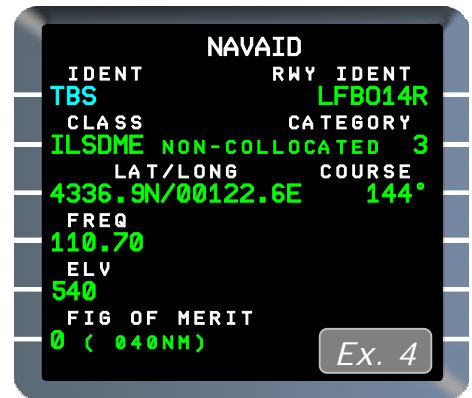 NAVAID
IDENT RWY IDENT
TBS LFBO14R
CLASS CATEGORY
ILSDME NON-COLLOCATED 3
LAT/LONG COURSE
4336.9N/00122.6E 144°
FREQ
110.70
ELV
540
FIG OF MERIT
0 ( 040NM)
Ex. 4